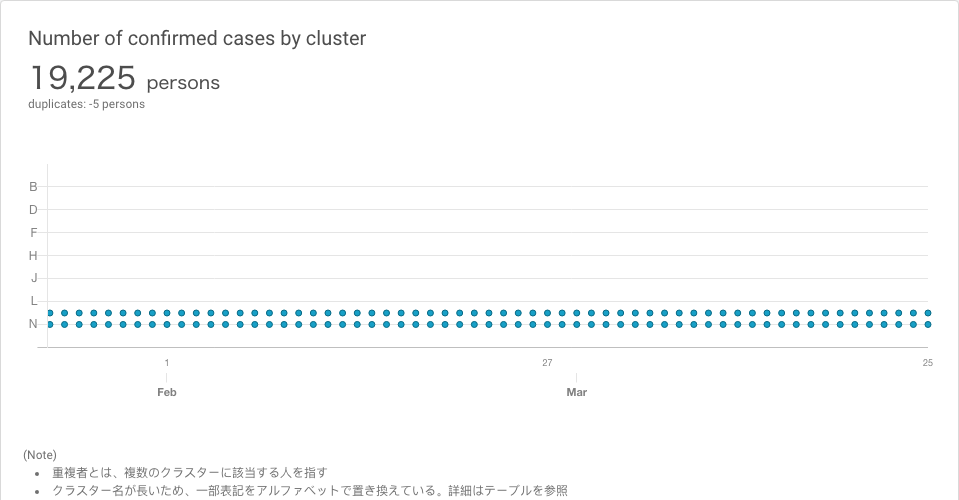 Number of confirmed cases by cluster
19,225 persons
duplicates: -5 persons
B
D
F
H
J
L
N
1 27 25
Feb Mar
(Note)
• 重複者とは、複数のクラスターに該当する人を指す
• クラスター名が長いため、一部表記をアルファベットで置き換えている。詳細はテーブルを参照